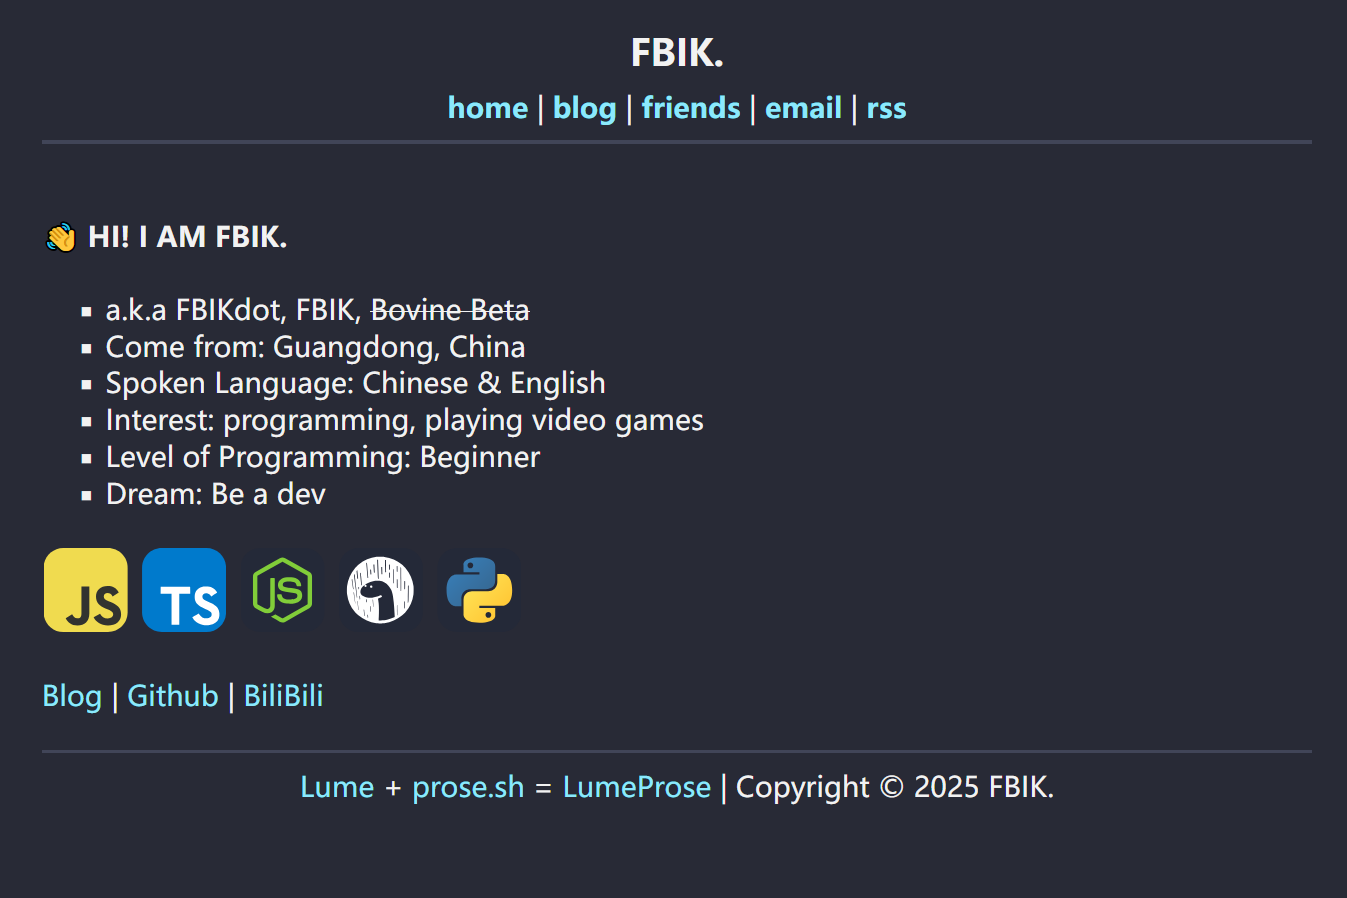 FBIK.
home | blog | friends | email | rss
👋 HI! I AM FBIK.
a.k.a FBIKdot, FBIK, Bovine Beta
Come from: Guangdong, China
Spoken Language: Chinese & English
Interest: programming, playing video games
Level of Programming: Beginner
Dream: Be a dev
JS TS JS
Blog | Github | BiliBili
Lume + prose.sh = LumeProse | Copyright © 2025 FBIK.